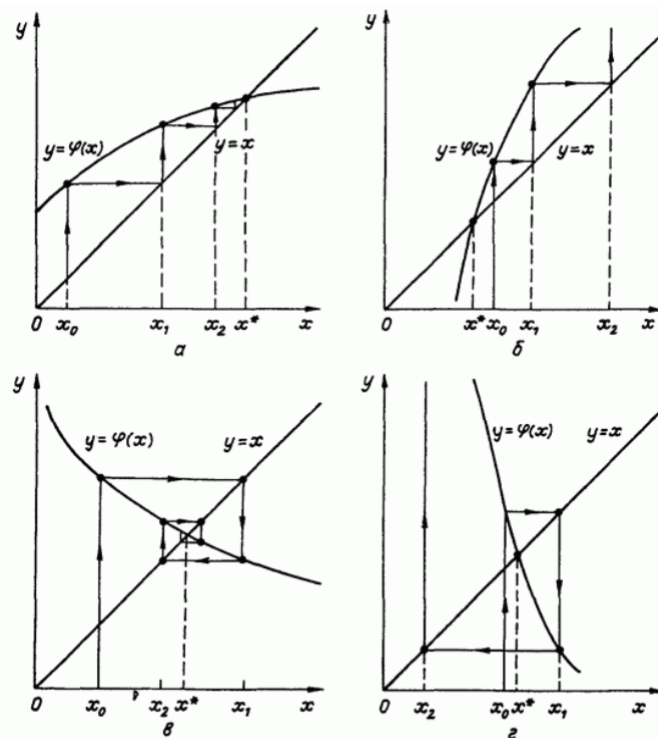 y
y
y=φ(x)
y=x
y=φ(x)
y=x
0 x₀ x₁ x₂ x* x
0 x* x₀ x₁ x₂ x
а
б
y
y
y=φ(x)
y=x
y=φ(x)
y=x
0 x₀ x₂ x* x₁ x
0 x₂ x₀ x* x₁ x
в
г